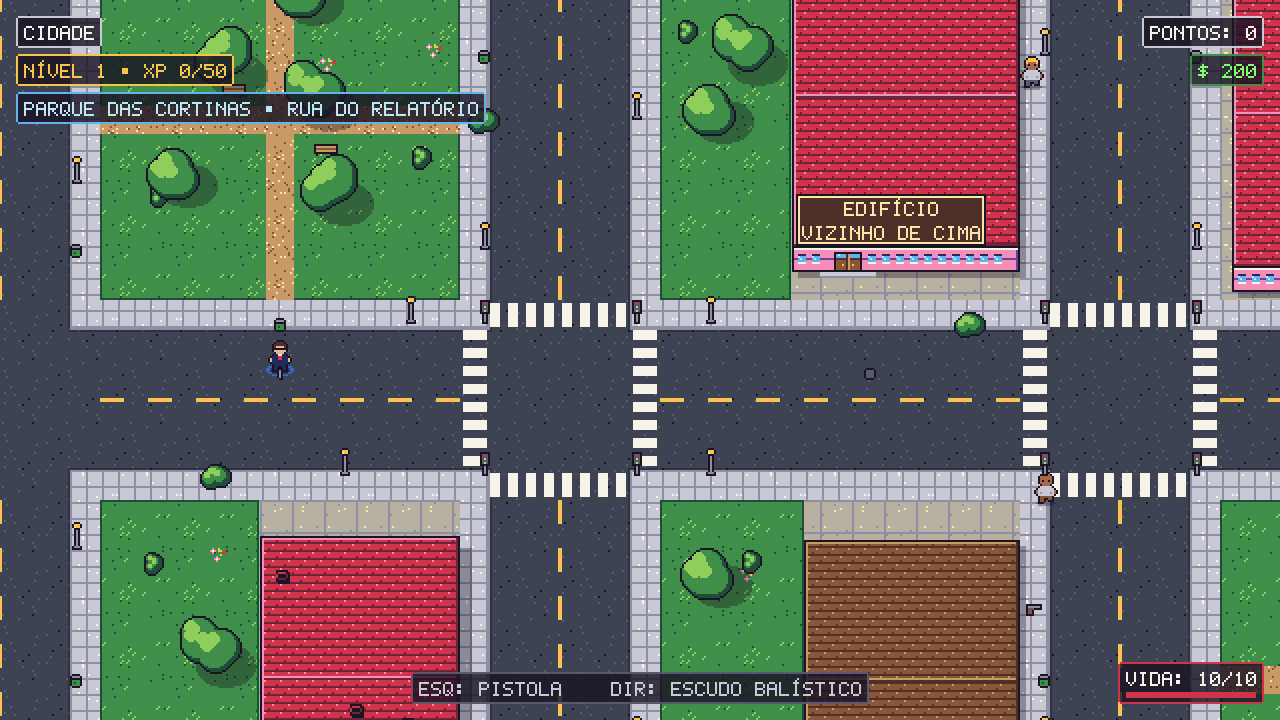 CIDADE
PONTOS: 0
NÍVEL 1 ▪ XP 0/50
$ 200
PARQUE DAS CORTINAS ▪ RUA DO RELATÓRIO
EDIFÍCIO
VIZINHO DE CIMA
ESQ: PISTOLA DIR: ESCUDO BALÍSTICO
VIDA: 10/10